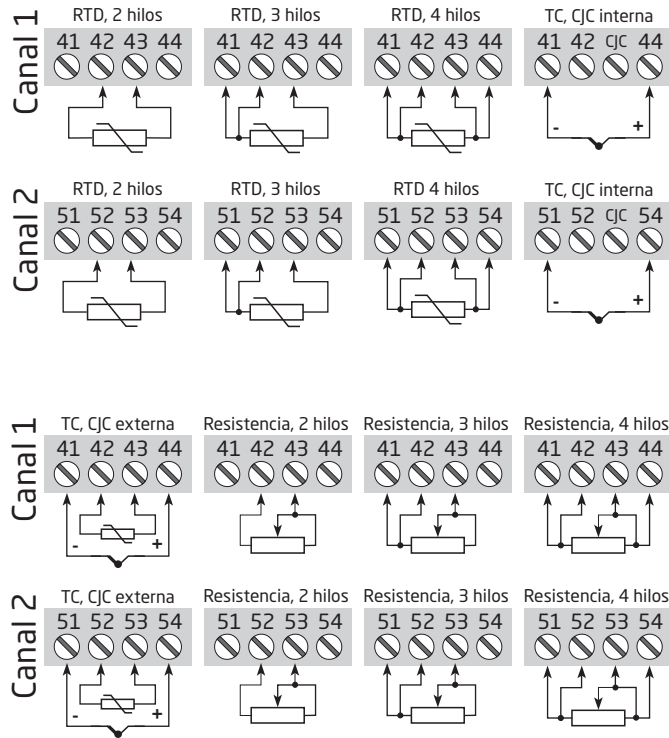 Canal 1
RTD, 2 hilos
41 42 43 44
RTD, 3 hilos
41 42 43 44
RTD, 4 hilos
41 42 43 44
TC, CJC interna
41 42 CJC 44
- +
Canal 2
RTD, 2 hilos
51 52 53 54
RTD, 3 hilos
51 52 53 54
RTD 4 hilos
51 52 53 54
TC, CJC interna
51 52 CJC 54
- +
Canal 1
TC, CJC externa
41 42 43 44
- +
Resistencia, 2 hilos
41 42 43 44
Resistencia, 3 hilos
41 42 43 44
Resistencia, 4 hilos
41 42 43 44
Canal 2
TC, CJC externa
51 52 53 54
- +
Resistencia, 2 hilos
51 52 53 54
Resistencia, 3 hilos
51 52 53 54
Resistencia, 4 hilos
51 52 53 54